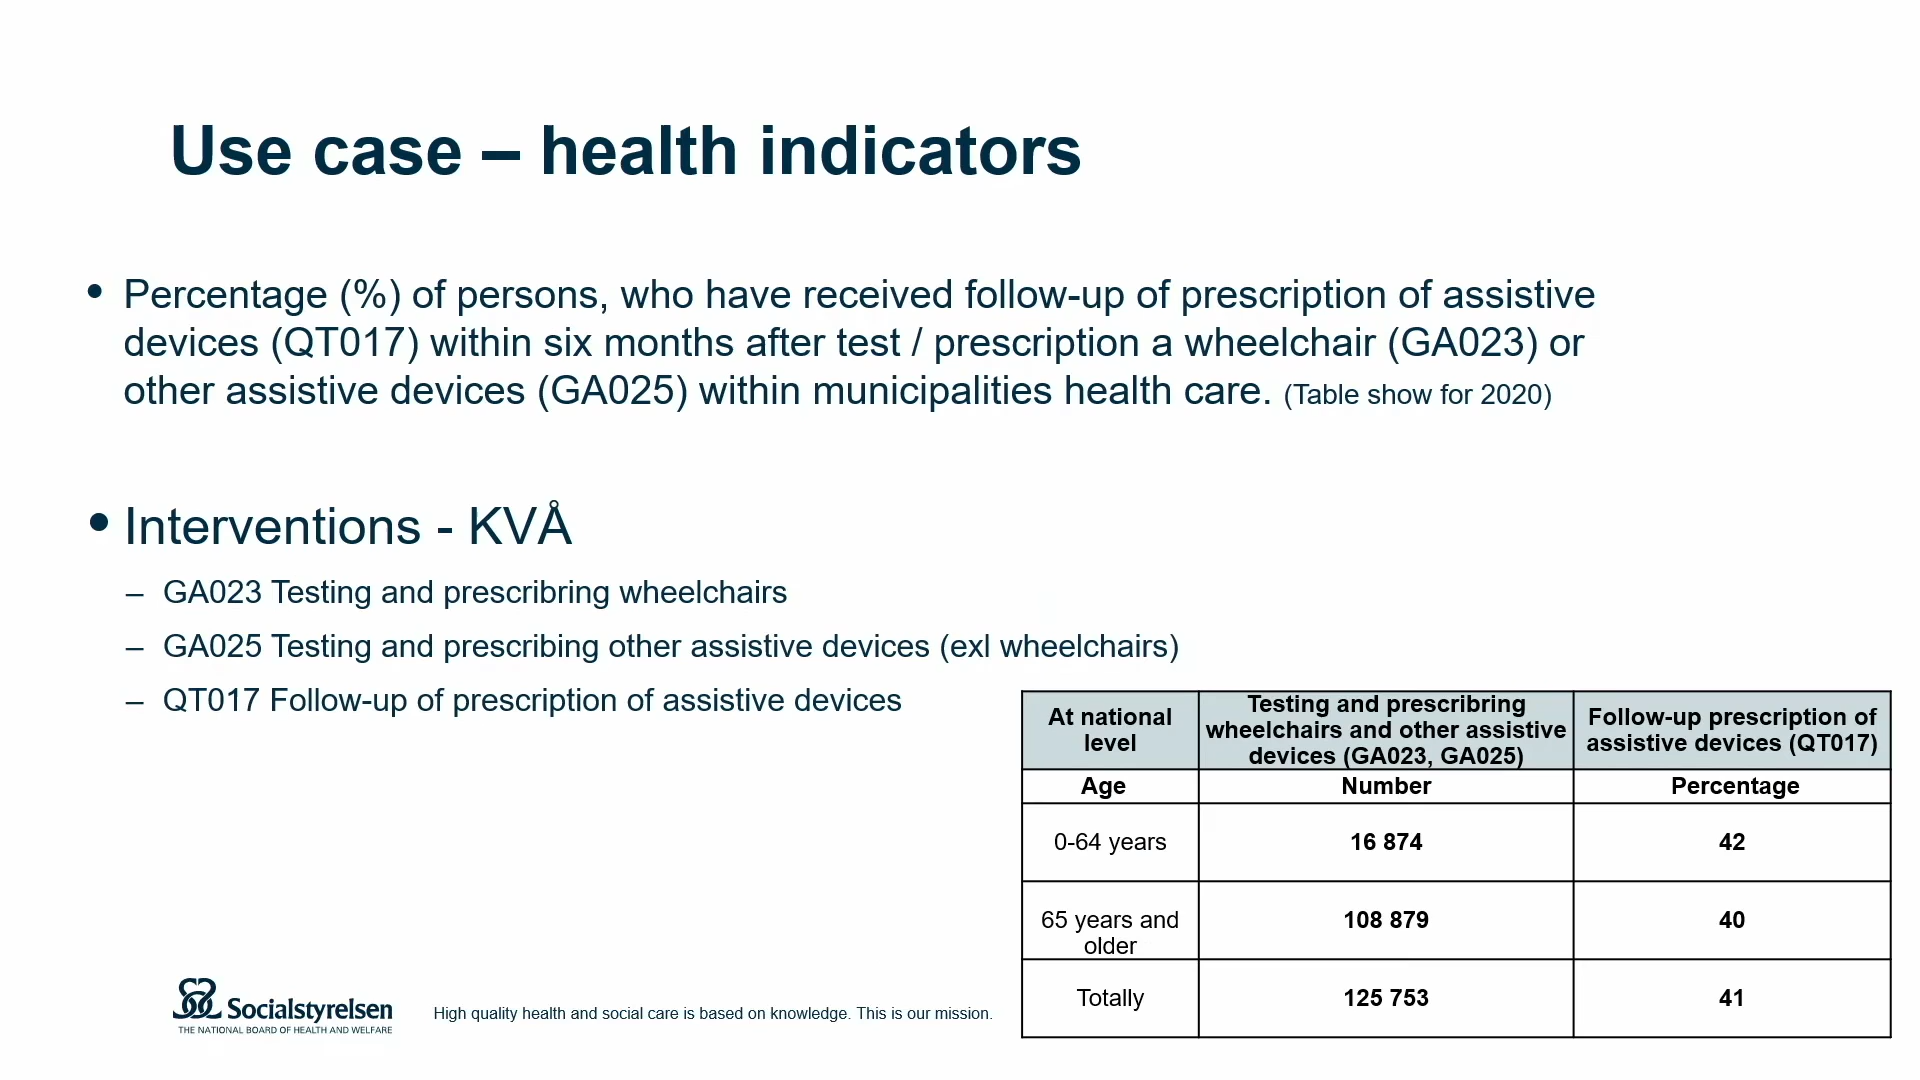 Use case – health indicators
• Percentage (%) of persons, who have received follow-up of prescription of assistive
devices (QT017) within six months after test / prescription a wheelchair (GA023) or
other assistive devices (GA025) within municipalities health care. (Table show for 2020)
• Interventions - KVÅ
– GA023 Testing and prescribring wheelchairs
– GA025 Testing and prescribing other assistive devices (exl wheelchairs)
– QT017 Follow-up of prescription of assistive devices
At national
level
Testing and prescribring
wheelchairs and other assistive
devices (GA023, GA025)
Follow-up prescription of
assistive devices (QT017)
Age Number Percentage
0-64 years 16 874 42
65 years and
older
108 879 40
Totally 125 753 41
Socialstyrelsen
THE NATIONAL BOARD OF HEALTH AND WELFARE
High quality health and social care is based on knowledge. This is our mission.